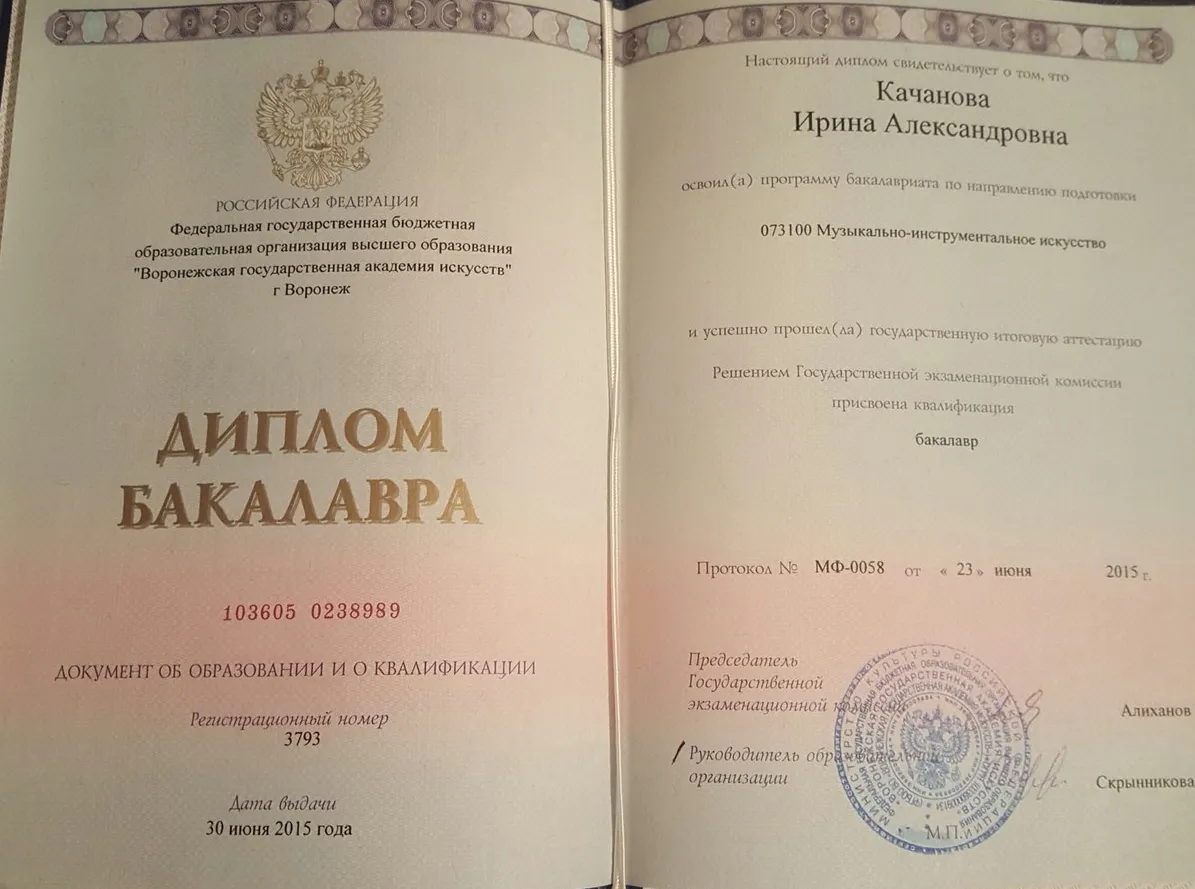 РОССИЙСКАЯ ФЕДЕРАЦИЯ
Федеральная государственная бюджетная
образовательная организация высшего образования
"Воронежская государственная академия искусств"
г Воронеж
ДИПЛОМ
БАКАЛАВРА
103605 0238989
ДОКУМЕНТ ОБ ОБРАЗОВАНИИ И О КВАЛИФИКАЦИИ
Регистрационный номер
3793
Дата выдачи
30 июня 2015 года
Настоящий диплом свидетельствует о том, что
Качанова
Ирина Александровна
освоил(а) программу бакалавриата по направлению подготовки
073100 Музыкально-инструментальное искусство
и успешно прошел(ла) государственную итоговую аттестацию
Решением Государственной экзаменационной комиссии
присвоена квалификация
бакалавр
Протокол № МФ-0058 от « 23 » июня 2015 г.
Председатель
Государственной
экзаменационной комиссии
Алиханов
/ Руководитель образовательной
организации
Скрынникова
М.П.